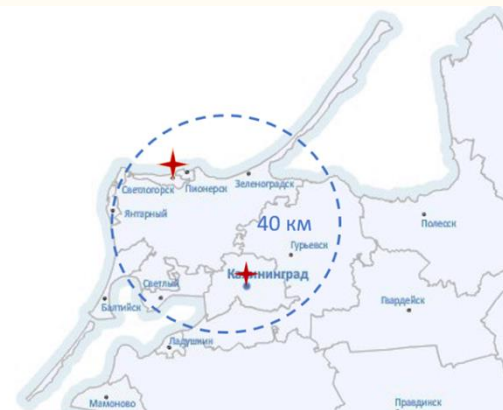 Светлогорск
Пионерск
Зеленоградск
Янтарный
40 км
Полесск
Гурьевск
Калининград
Светлый
Балтийск
Гвардейск
Ладушкин
Мамоново
Правдинск